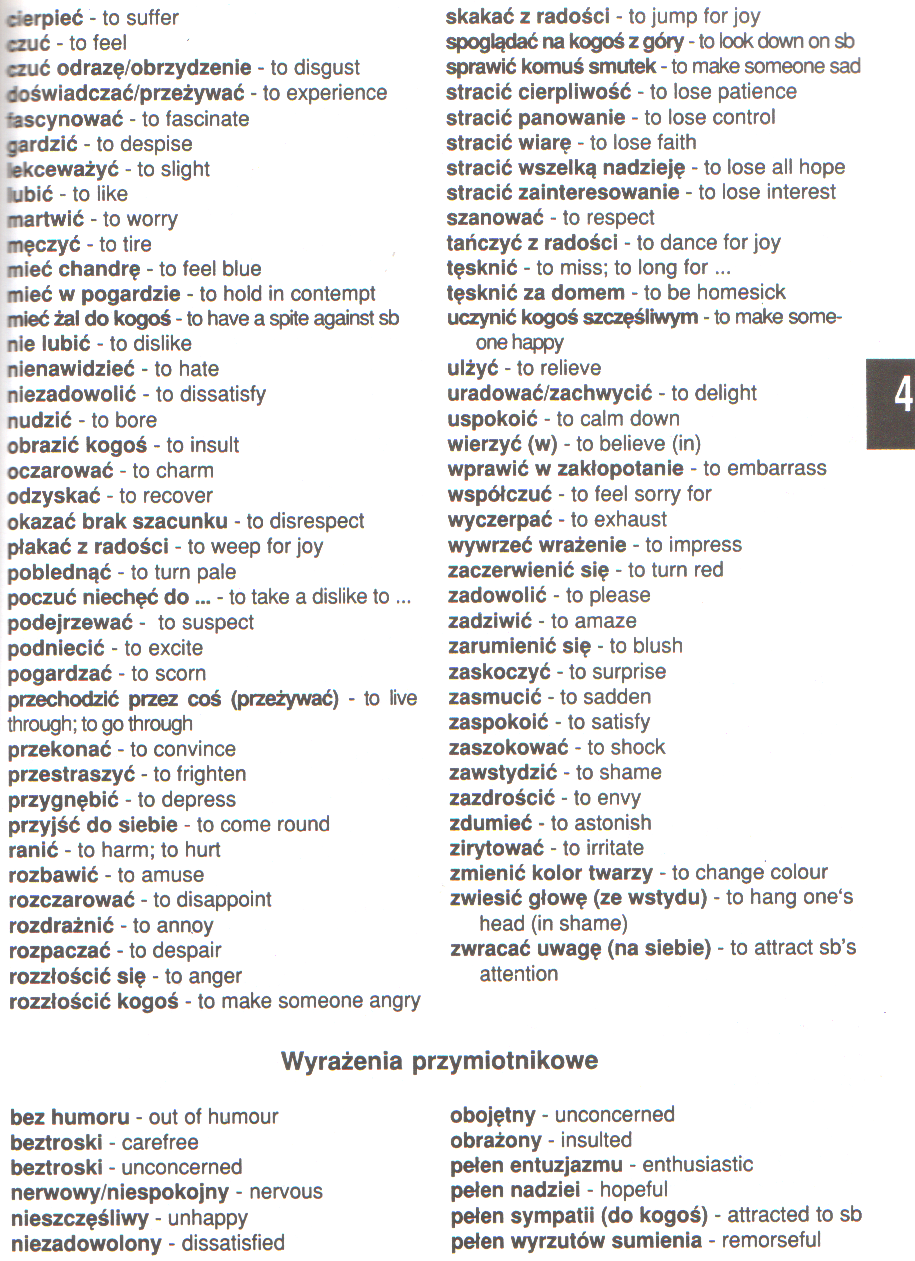 cierpieć - to suffer
czuć - to feel
czuć odrazę/obrzydzenie - to disgust
doświadczać/przeżywać - to experience
fascynować - to fascinate
gardzić - to despise
lekceważyć - to slight
lubić - to like
martwić - to worry
męczyć - to tire
mieć chandrę - to feel blue
mieć w pogardzie - to hold in contempt
mieć żal do kogoś - to have a spite against sb
nie lubić - to dislike
nienawidzieć - to hate
niezadowolić - to dissatisfy
nudzić - to bore
obrazić kogoś - to insult
oczarować - to charm
odzyskać - to recover
okazać brak szacunku - to disrespect
płakać z radości - to weep for joy
poblednąć - to turn pale
poczuć niechęć do ... - to take a dislike to ...
podejrzewać - to suspect
podniecić - to excite
pogardzać - to scorn
przechodzić przez coś (przeżywać) - to live
through; to go through
przekonać - to convince
przestraszyć - to frighten
przygnębić - to depress
przyjść do siebie - to come round
ranić - to harm; to hurt
rozbawić - to amuse
rozczarować - to disappoint
rozdrażnić - to annoy
rozpaczać - to despair
rozzłościć się - to anger
rozzłościć kogoś - to make someone angry
skakać z radości - to jump for joy
spoglądać na kogoś z góry - to look down on sb
sprawić komuś smutek - to make someone sad
stracić cierpliwość - to lose patience
stracić panowanie - to lose control
stracić wiarę - to lose faith
stracić wszelką nadzieję - to lose all hope
stracić zainteresowanie - to lose interest
szanować - to respect
tańczyć z radości - to dance for joy
tęsknić - to miss; to long for ...
tęsknić za domem - to be homesick
uczynić kogoś szczęśliwym - to make some-
one happy
ulżyć - to relieve
uradować/zachwycić - to delight
uspokoić - to calm down
wierzyć (w) - to believe (in)
wprawić w zakłopotanie - to embarrass
współczuć - to feel sorry for
wyczerpać - to exhaust
wywrzeć wrażenie - to impress
zaczerwienić się - to turn red
zadowolić - to please
zadziwić - to amaze
zarumienić się - to blush
zaskoczyć - to surprise
zasmucić - to sadden
zaspokoić - to satisfy
zaszokować - to shock
zawstydzić - to shame
zazdrościć - to envy
zdumieć - to astonish
zirytować - to irritate
zmienić kolor twarzy - to change colour
zwiesić głowę (ze wstydu) - to hang one's
head (in shame)
zwracać uwagę (na siebie) - to attract sb's
attention
4
Wyrażenia przymiotnikowe
bez humoru - out of humour
beztroski - carefree
beztroski - unconcerned
nerwowy/niespokojny - nervous
nieszczęśliwy - unhappy
niezadowolony - dissatisfied
obojętny - unconcerned
obrażony - insulted
pełen entuzjazmu - enthusiastic
pełen nadziei - hopeful
pełen sympatii (do kogoś) - attracted to sb
pełen wyrzutów sumienia - remorseful